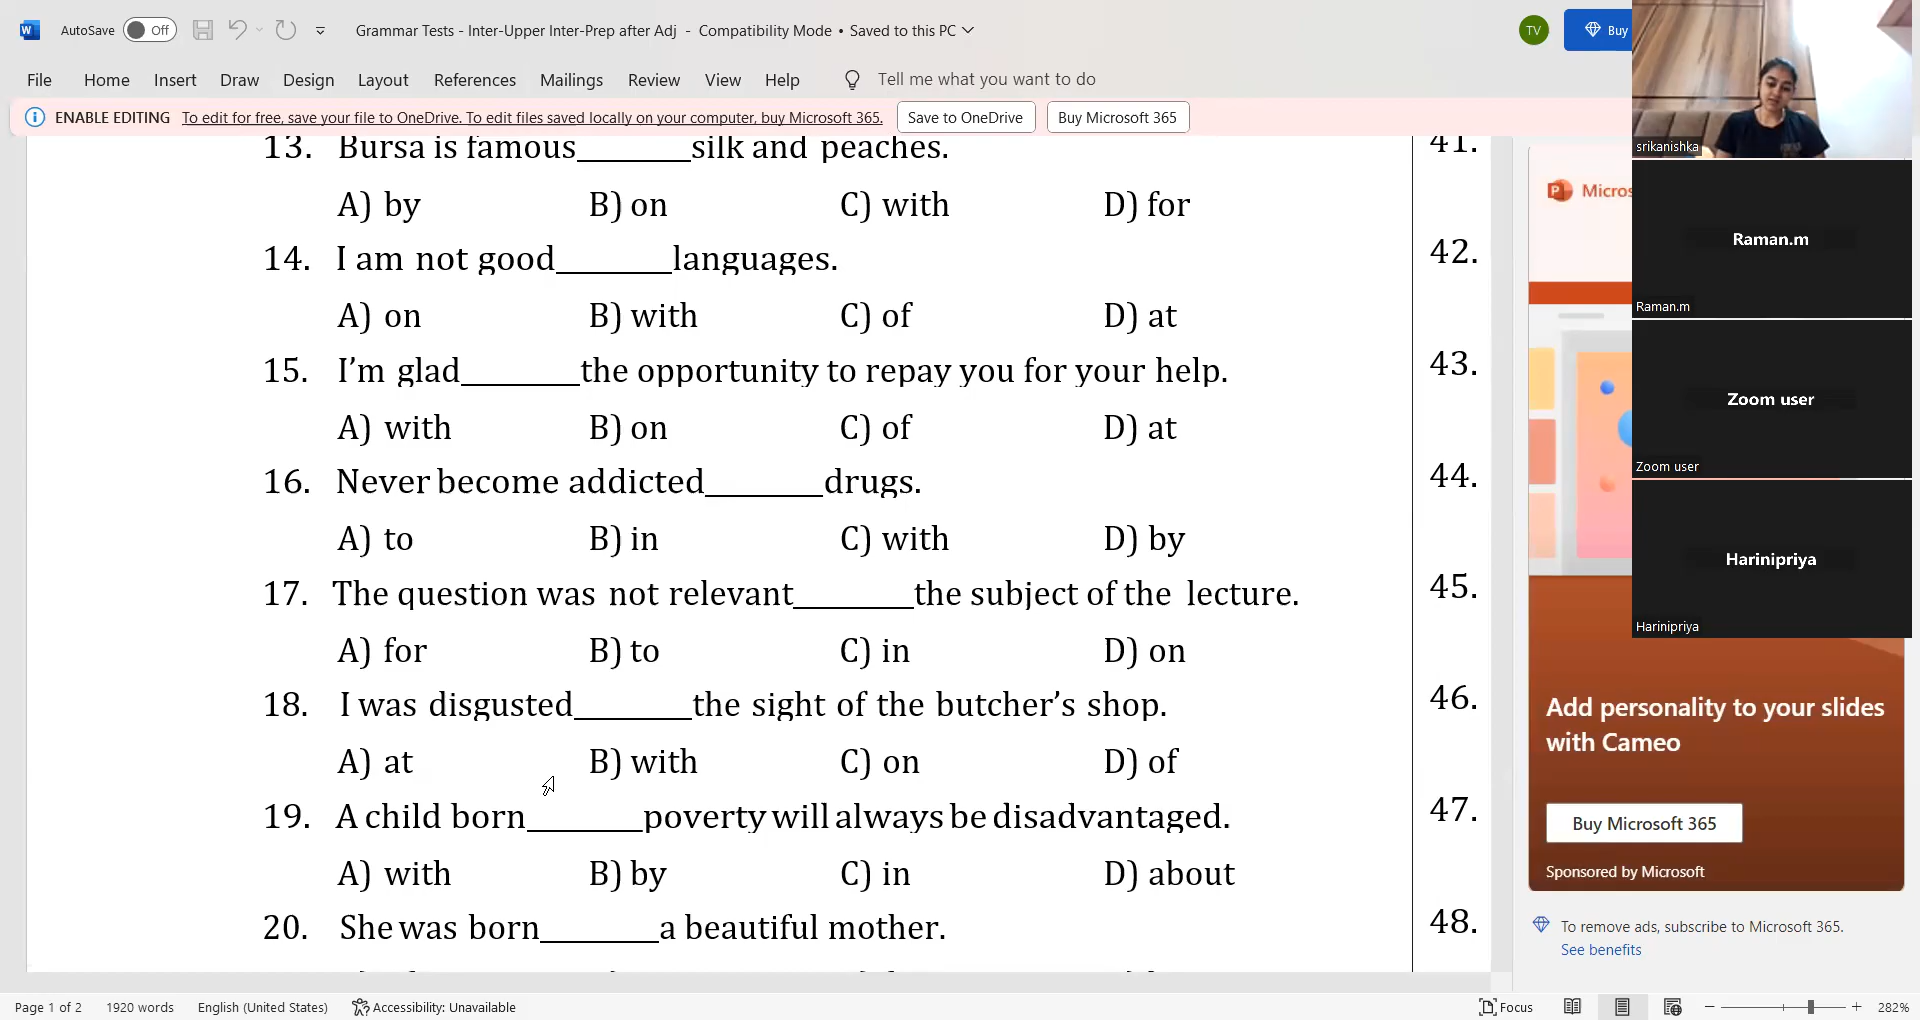 AutoSave Off Grammar Tests - Inter-Upper Inter-Prep after Adj - Compatibility Mode • Saved to this PC TV Buy
File Home Insert Draw Design Layout References Mailings Review View Help Tell me what you want to do
ENABLE EDITING To edit for free, save your file to OneDrive. To edit files saved locally on your computer, buy Microsoft 365. Save to OneDrive Buy Microsoft 365
13. Bursa is famous________silk and peaches.
A) by B) on C) with D) for
14. I am not good________languages.
A) on B) with C) of D) at
15. I’m glad________the opportunity to repay you for your help.
A) with B) on C) of D) at
16. Never become addicted________drugs.
A) to B) in C) with D) by
17. The question was not relevant________the subject of the lecture.
A) for B) to C) in D) on
18. I was disgusted________the sight of the butcher’s shop.
A) at B) with C) on D) of
19. A child born________poverty will always be disadvantaged.
A) with B) by C) in D) about
20. She was born________a beautiful mother.
41.
42.
43.
44.
45.
46.
47.
48.
srikanishka
Raman.m
Raman.m
Zoom user
Zoom user
Harinipriya
Harinipriya
Add personality to your slides
with Cameo
Buy Microsoft 365
Sponsored by Microsoft
To remove ads, subscribe to Microsoft 365.
See benefits
Page 1 of 2 1920 words English (United States) Accessibility: Unavailable Focus 282%